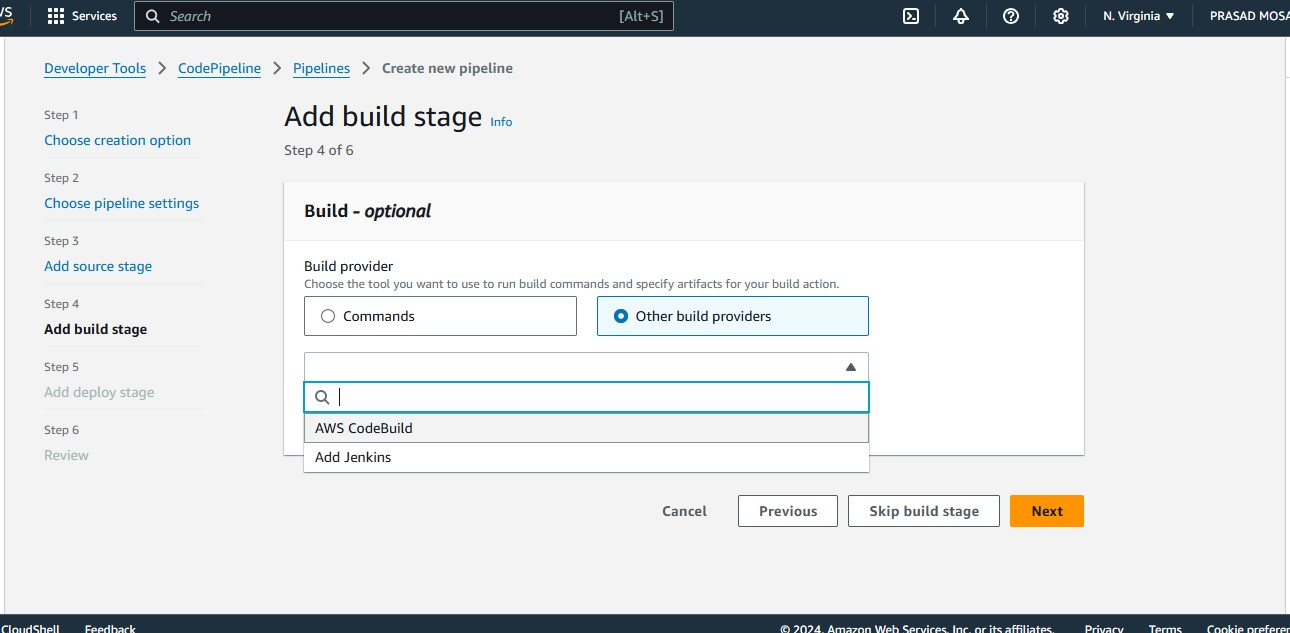 Services Search [Alt+S] N. Virginia PRASAD MOSA
Developer Tools CodePipeline Pipelines Create new pipeline
Step 1
Choose creation option
Step 2
Choose pipeline settings
Step 3
Add source stage
Step 4
Add build stage
Step 5
Add deploy stage
Step 6
Review
Add build stage Info
Step 4 of 6
Build - optional
Build provider
Choose the tool you want to use to run build commands and specify artifacts for your build action.
Commands Other build providers
AWS CodeBuild
Add Jenkins
Cancel Previous Skip build stage Next
CloudShell Feedback © 2024, Amazon Web Services, Inc. or its affiliates. Privacy Terms Cookie preferen